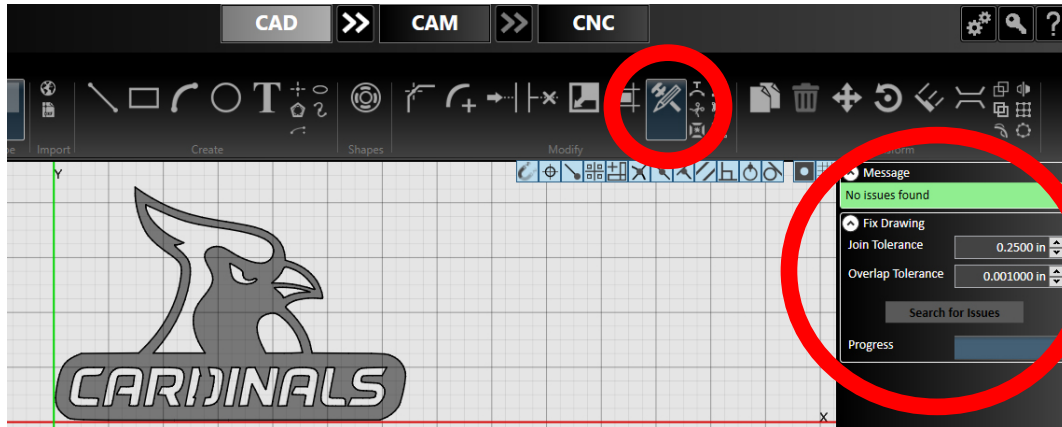 CAD
CAM
CNC
?
T
Import
Create
Shapes
Modify
Y
Message
No issues found
Fix Drawing
Join Tolerance
0.2500 in
Overlap Tolerance
0.001000 in
Search for Issues
Progress
CARDINALS
X